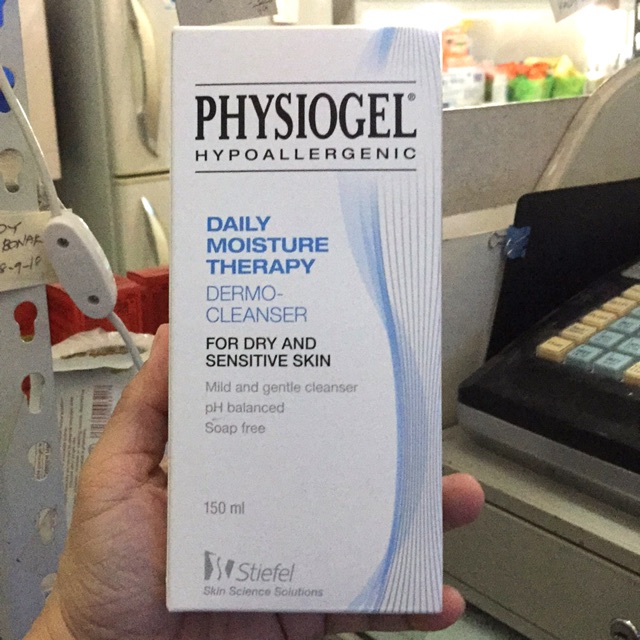 PHYSIOGEL®
HYPOALLERGENIC
DAILY
MOISTURE
THERAPY
DERMO-
CLEANSER
FOR DRY AND
SENSITIVE SKIN
Mild and gentle cleanser
pH balanced
Soap free
150 ml
Stiefel
Skin Science Solutions